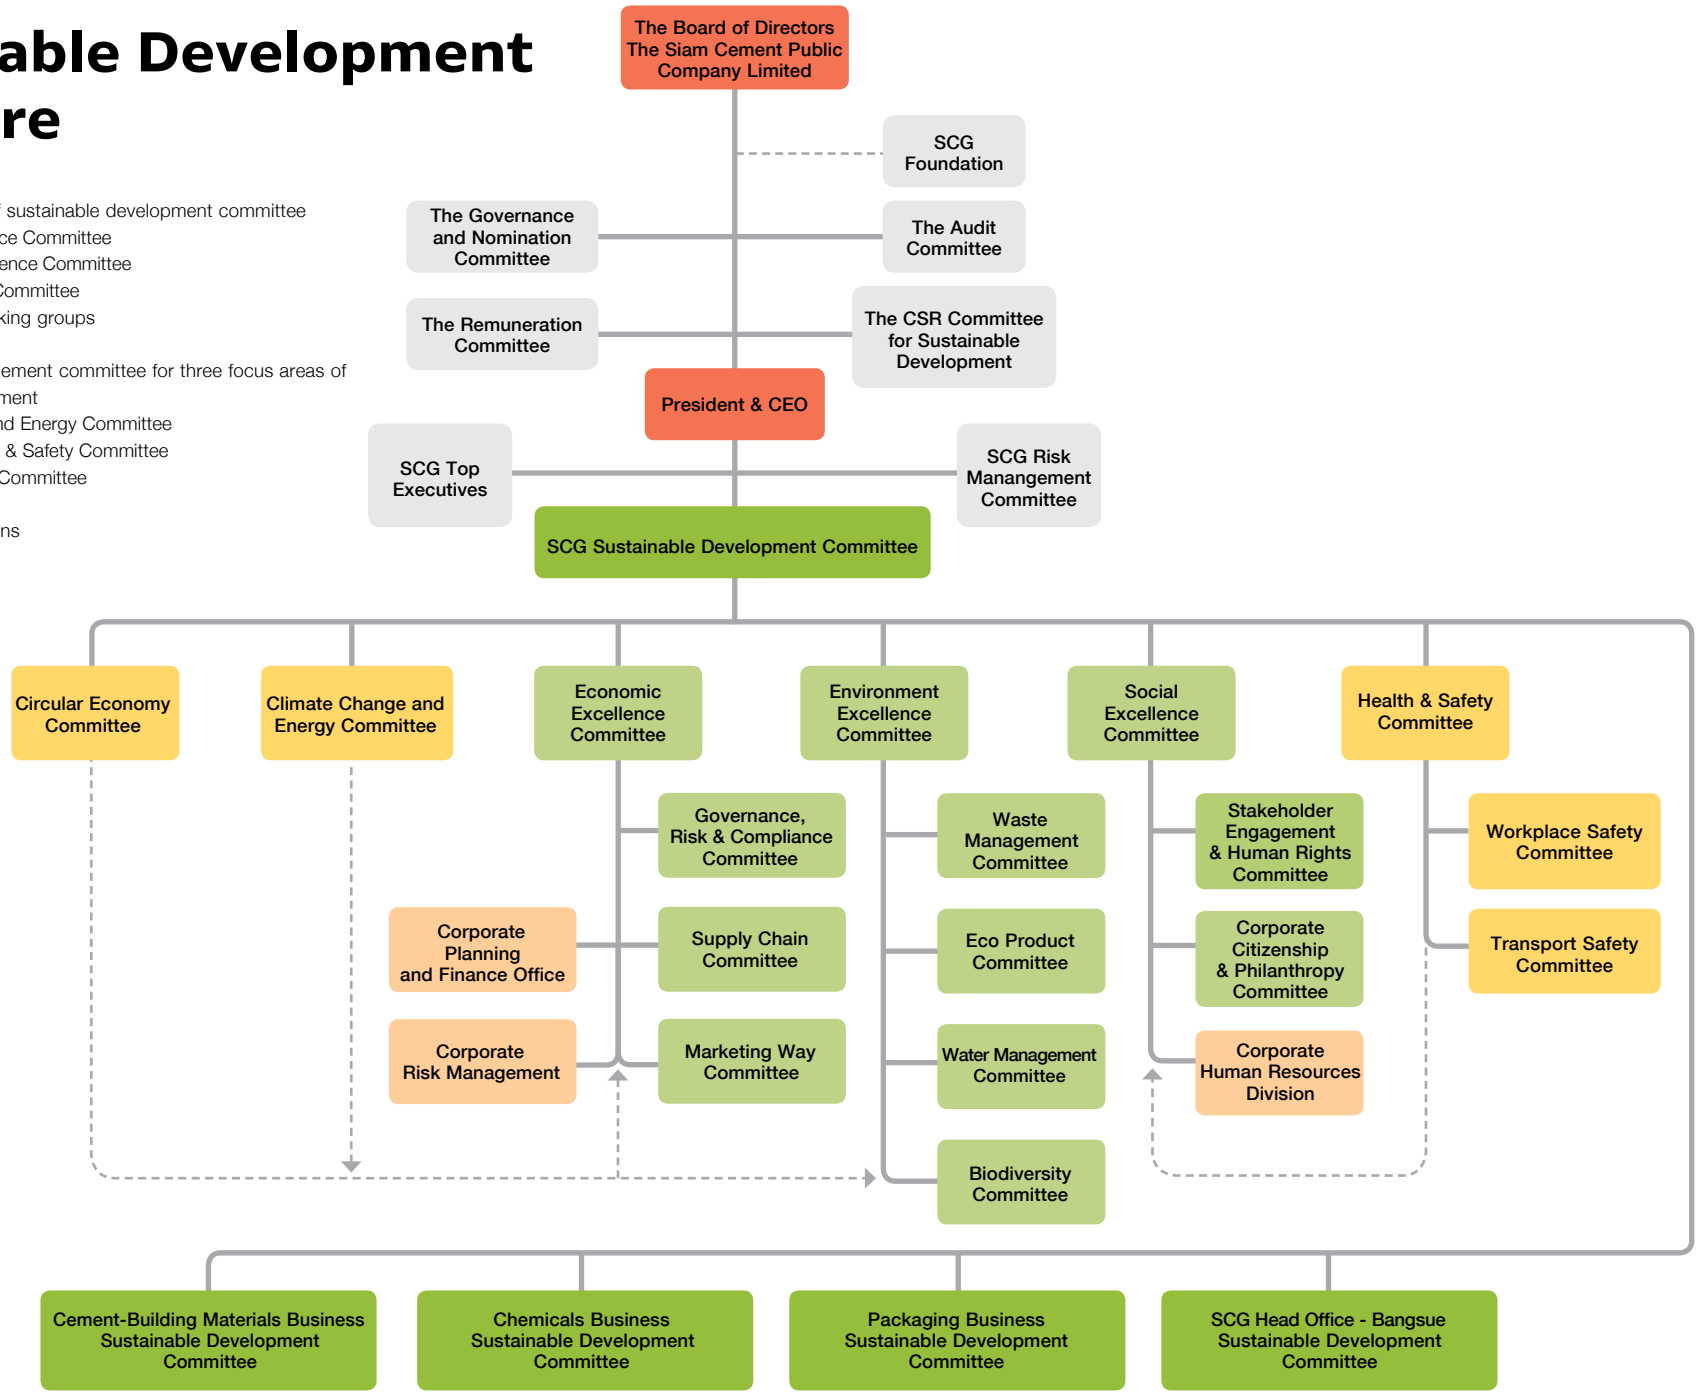 able Development
re
sustainable development committee
ce Committee
ence Committee
Committee
king groups
ement committee for three focus areas of
ment
nd Energy Committee
& Safety Committee
Committee
ns
The Board of Directors
The Siam Cement Public
Company Limited
SCG
Foundation
The Governance
and Nomination
Committee
The Audit
Committee
The Remuneration
Committee
The CSR Committee
for Sustainable
Development
President & CEO
SCG Top
Executives
SCG Risk
Manangement
Committee
SCG Sustainable Development Committee
Circular Economy
Committee
Climate Change and
Energy Committee
Economic
Excellence
Committee
Environment
Excellence
Committee
Social
Excellence
Committee
Health & Safety
Committee
Governance,
Risk & Compliance
Committee
Corporate
Planning
and Finance Office
Supply Chain
Committee
Corporate
Risk Management
Marketing Way
Committee
Waste
Management
Committee
Eco Product
Committee
Water Management
Committee
Biodiversity
Committee
Stakeholder
Engagement
& Human Rights
Committee
Corporate
Citizenship
& Philanthropy
Committee
Corporate
Human Resources
Division
Workplace Safety
Committee
Transport Safety
Committee
Cement-Building Materials Business
Sustainable Development
Committee
Chemicals Business
Sustainable Development
Committee
Packaging Business
Sustainable Development
Committee
SCG Head Office - Bangsue
Sustainable Development
Committee